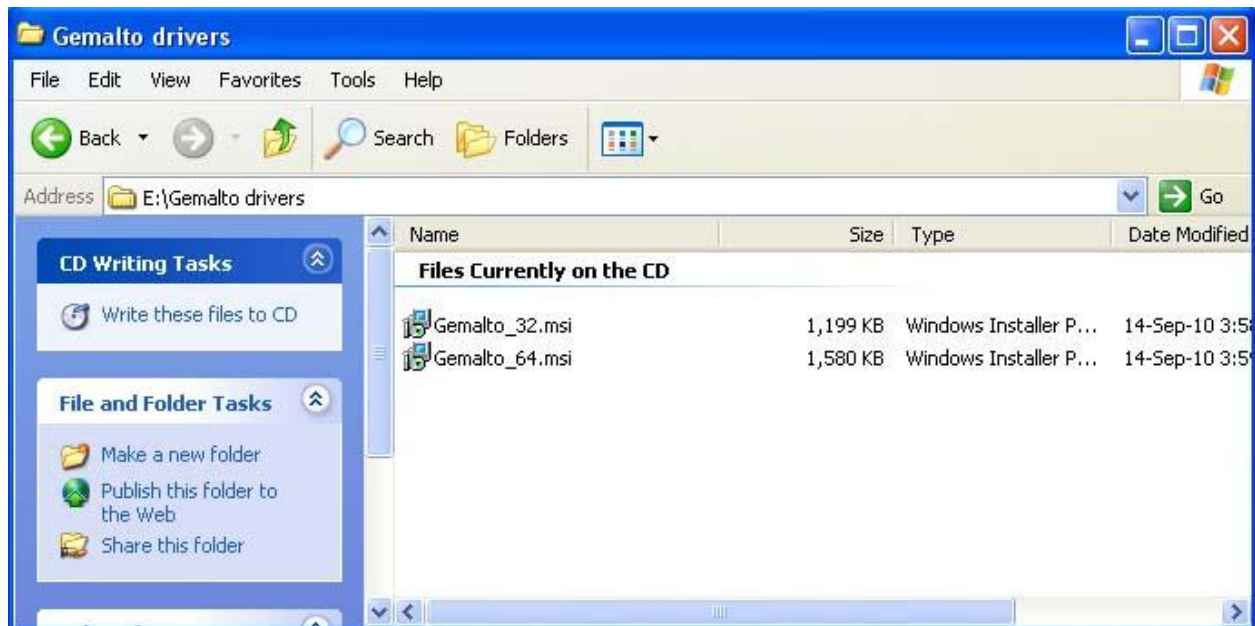 Gemalto drivers
File Edit View Favorites Tools Help
Back Search Folders
Address E:\Gemalto drivers Go
Name Size Type Date Modified
CD Writing Tasks
Write these files to CD
File and Folder Tasks
Make a new folder
Publish this folder to
the Web
Share this folder
Files Currently on the CD
Gemalto_32.msi 1,199 KB Windows Installer P... 14-Sep-10 3:5
Gemalto_64.msi 1,580 KB Windows Installer P... 14-Sep-10 3:5